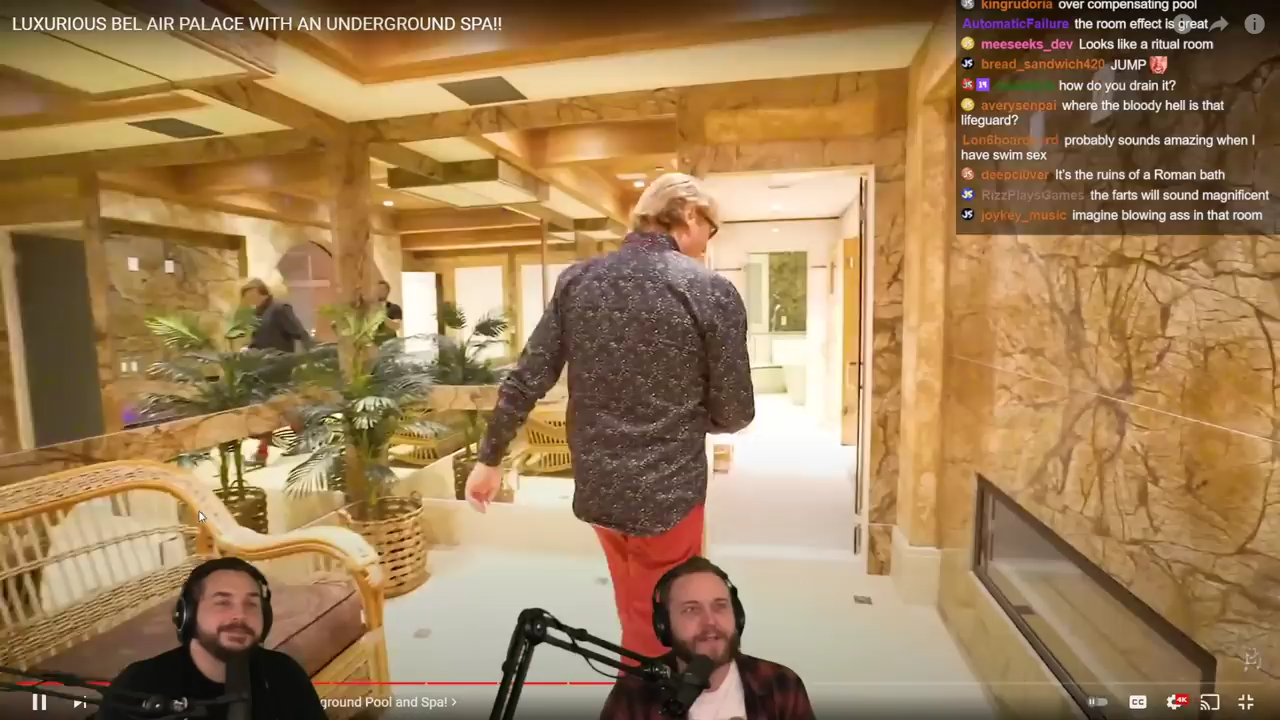 LUXURIOUS BEL AIR PALACE WITH AN UNDERGROUND SPA!!
kingrudoria over compensating pool
AutomaticFailure the room effect is great
meeseeks_dev Looks like a ritual room
bread_sandwich420 JUMP
how do you drain it?
averysenpai where the bloody hell is that
lifeguard?
probably sounds amazing when I
have swim sex
It's the ruins of a Roman bath
RizzPlaysGames the farts will sound magnificent
joykey_music imagine blowing ass in that room
ground Pool and Spa! >
CC
4K